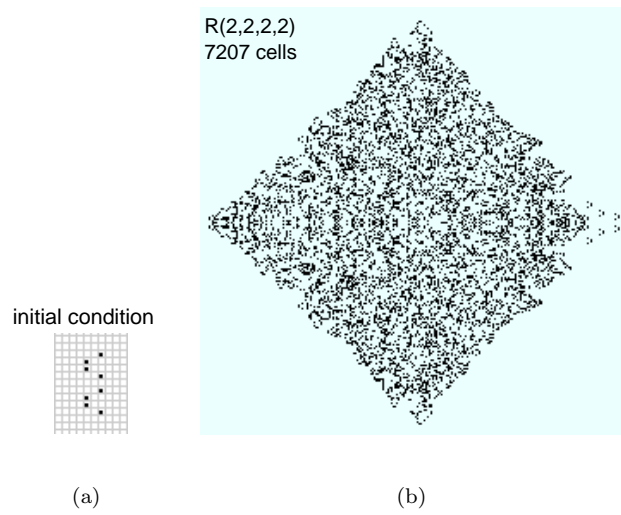 R(2,2,2,2)
7207 cells
initial condition
(a)
(b)